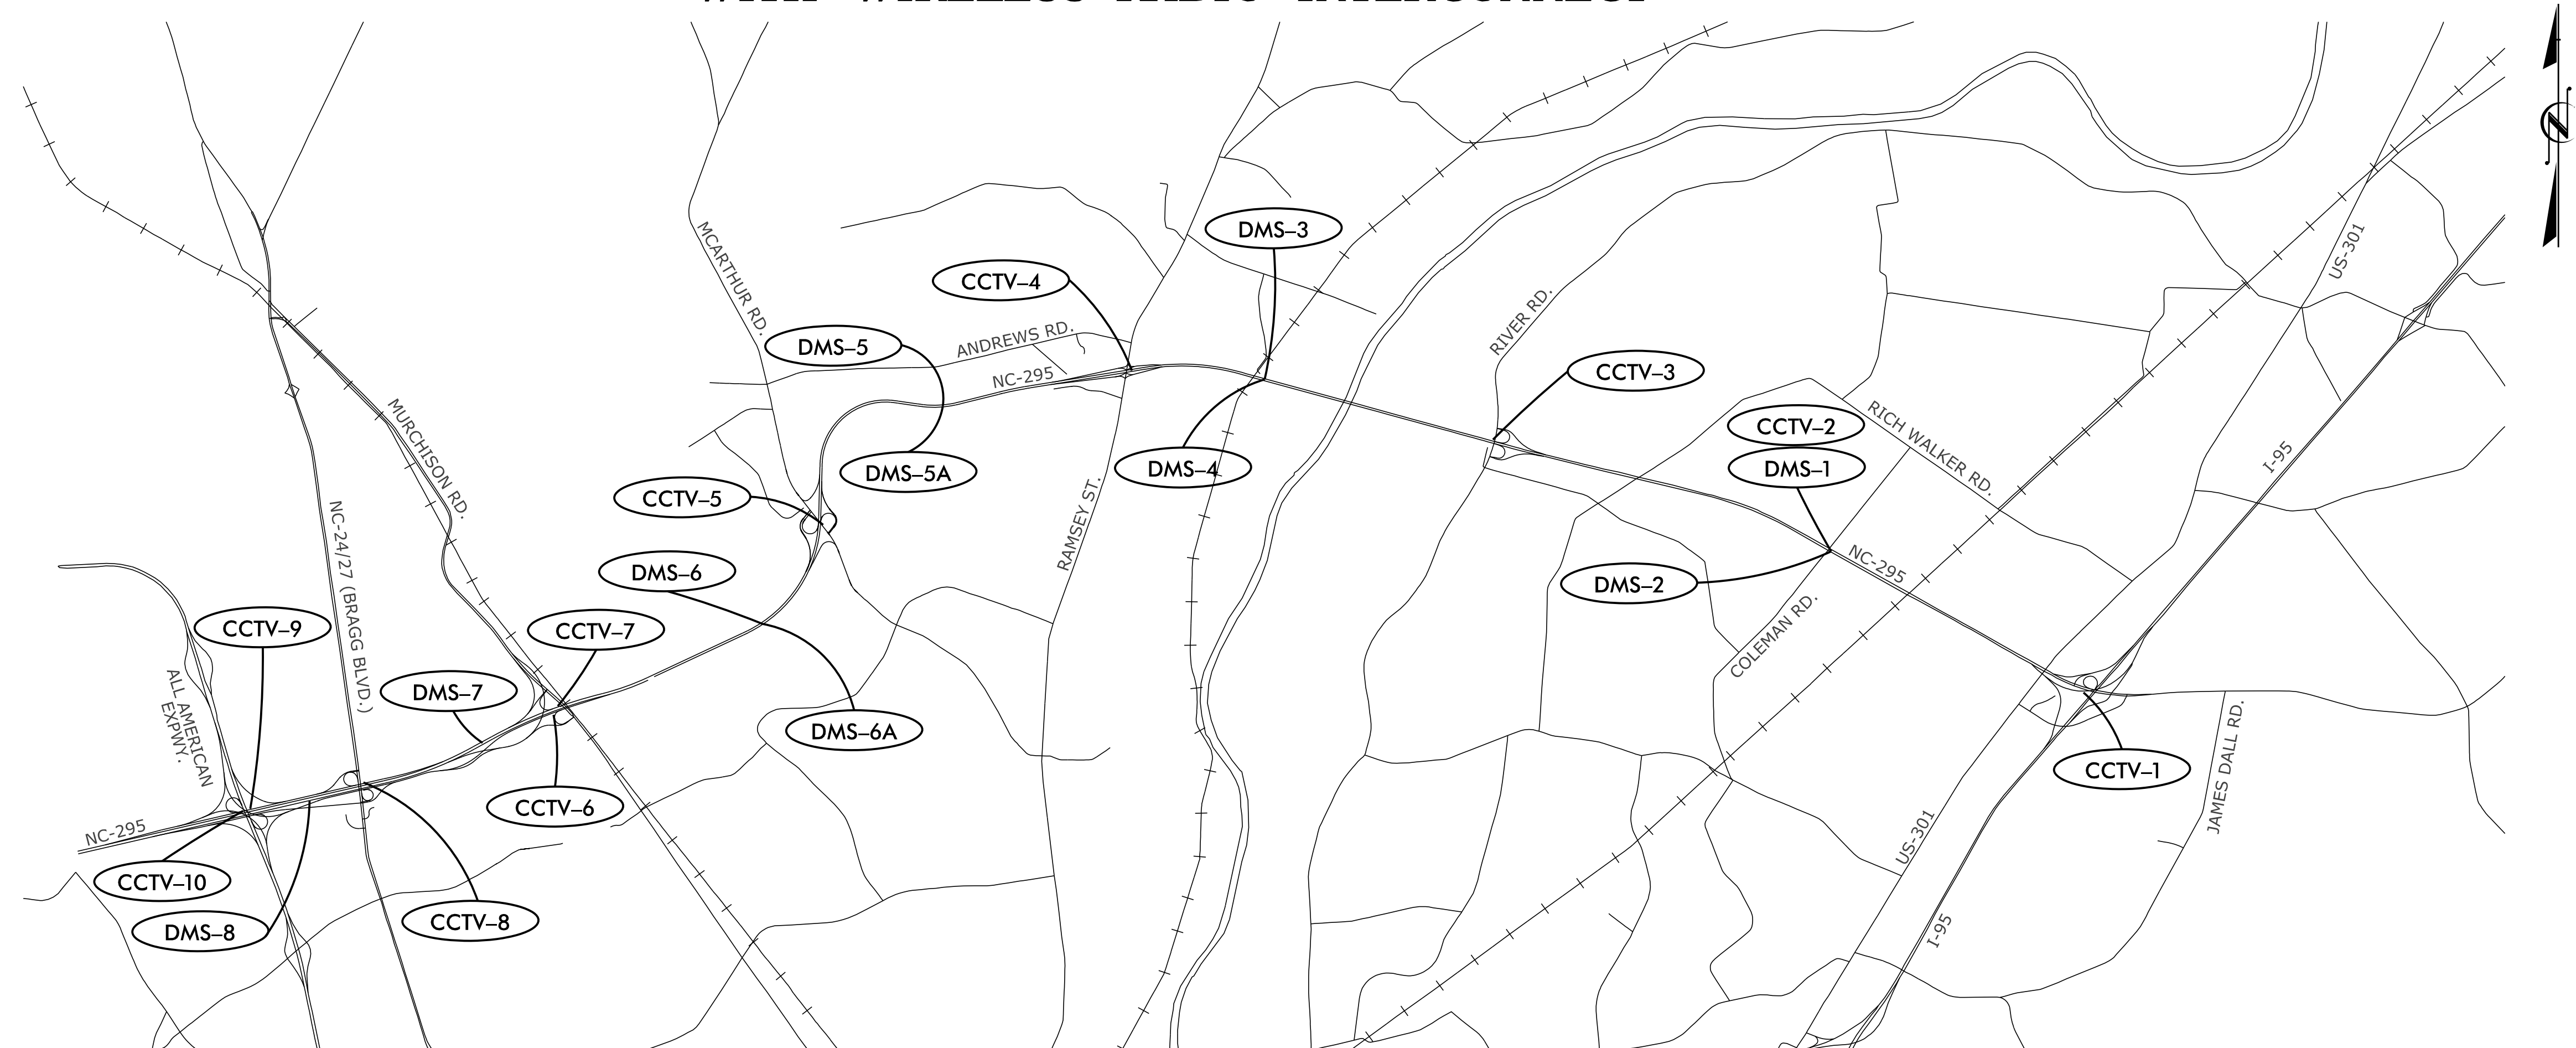 WITH WIRELESS RADIO INTERCONNECT
US-301
DMS–3
MCARTHUR RD.
CCTV–4
RIVER RD.
ANDREWS RD.
DMS–5
NC-295
CCTV–3
MURCHISON RD.
RICH WALKER RD.
CCTV–2
DMS–1
I-95
DMS–5A
DMS–4
CCTV–5
RAMSEY ST.
NC-24/27 (BRAGG BLVD.)
DMS–6
DMS–2
NC-295
COLEMAN RD.
CCTV–9
CCTV–7
DMS–7
ALL AMERICAN
EXPWY.
DMS–6A
JAMES DALL RD.
CCTV–1
CCTV–6
NC-295
US-301
CCTV–10
DMS–8
CCTV–8
I-95
N